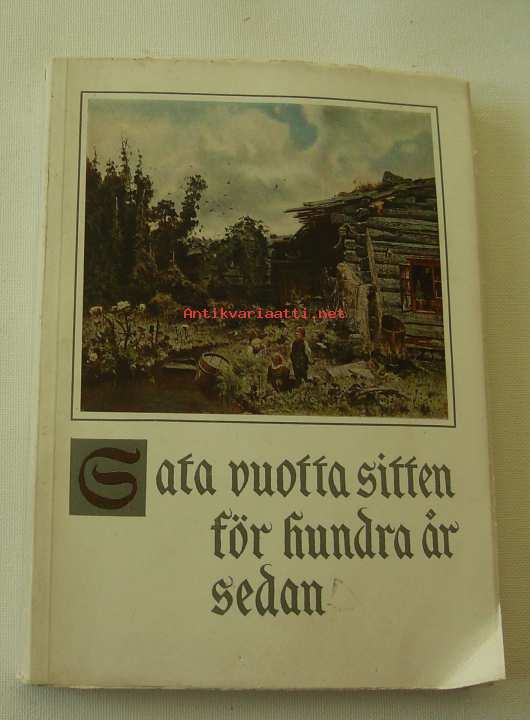 Antikvariaatti.net
Sata vuotta sitten
för hundra år
sedan